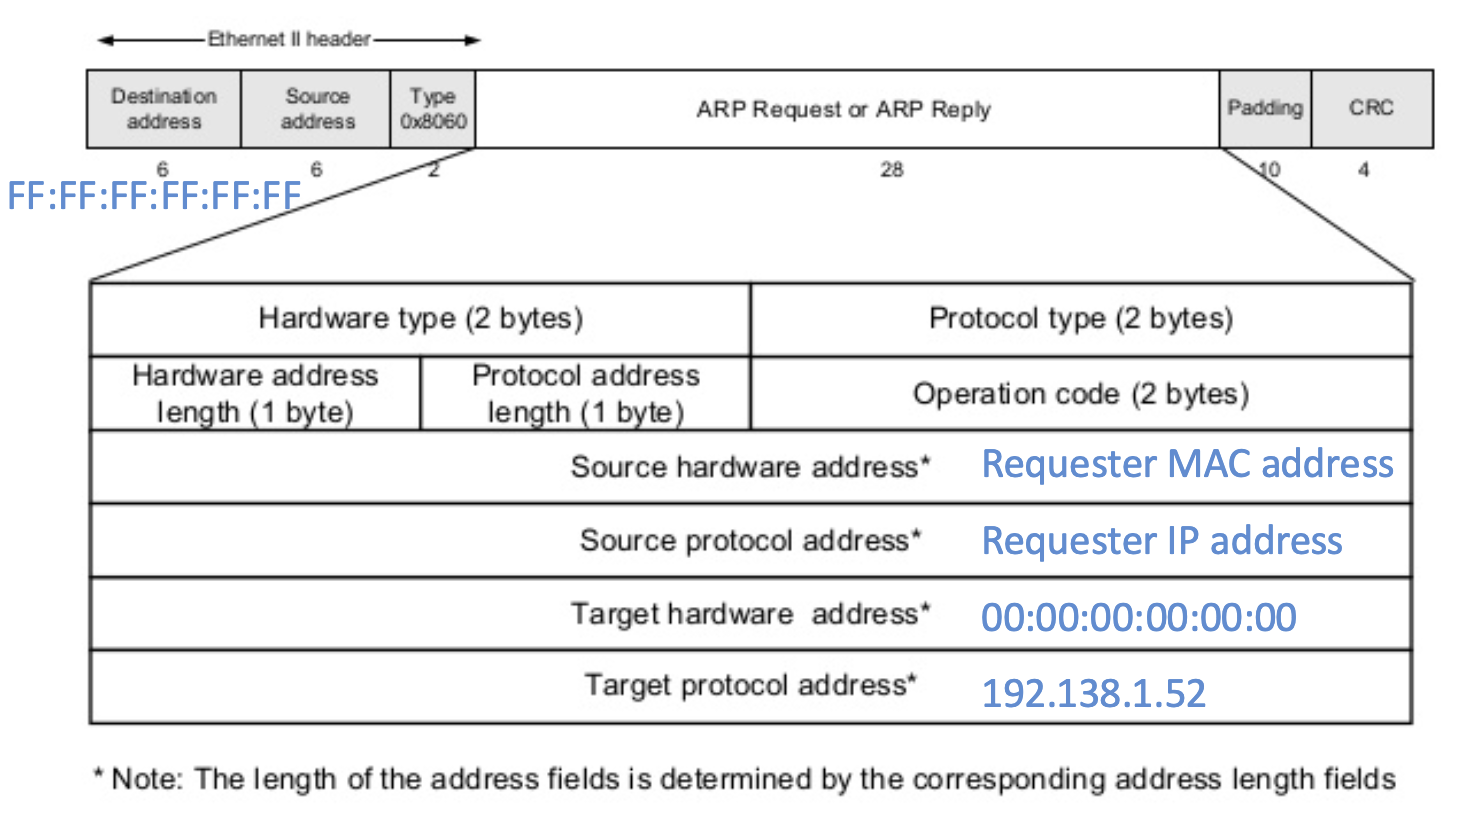 Ethernet II header
Destination address
Source address
Type 0x8060
ARP Request or ARP Reply
Padding
CRC
6
6
2
28
10
4
FF:FF:FF:FF:FF:FF
Hardware type (2 bytes)
Protocol type (2 bytes)
Hardware address length (1 byte)
Protocol address length (1 byte)
Operation code (2 bytes)
Source hardware address*
Requester MAC address
Source protocol address*
Requester IP address
Target hardware address*
00:00:00:00:00:00
Target protocol address*
192.138.1.52
* Note: The length of the address fields is determined by the corresponding address length fields